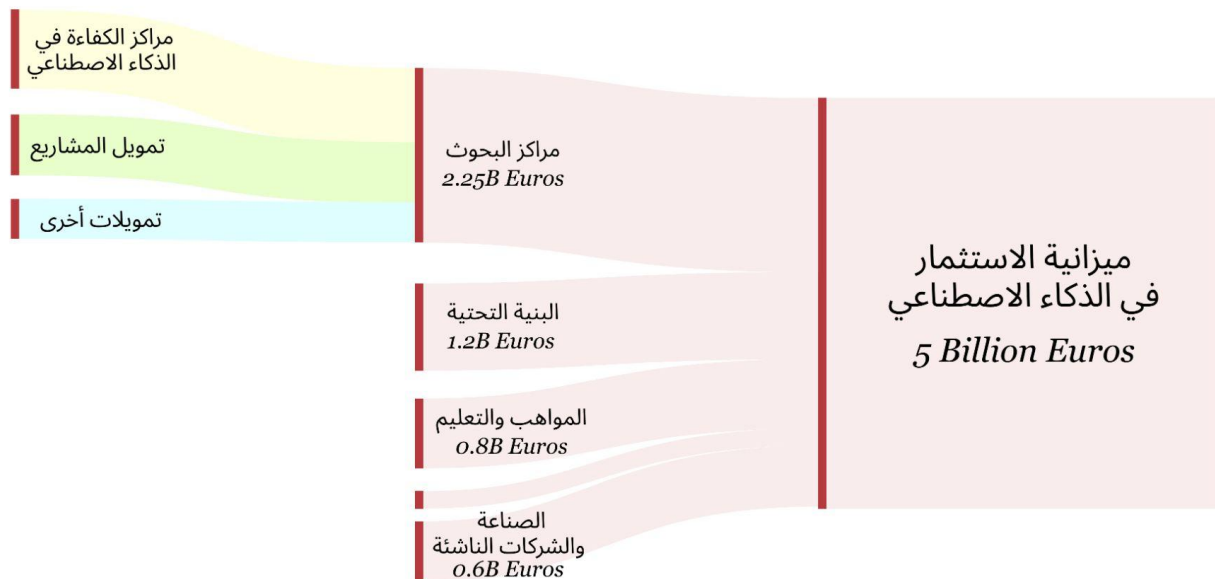 ميزانية الاستثمار
في الذكاء الاصطناعي
5 Billion Euros
مراكز البحوث
2.25B Euros
البنية التحتية
1.2B Euros
المواهب والتعليم
0.8B Euros
الصناعة
والشركات الناشئة
0.6B Euros
مراكز الكفاءة في
الذكاء الاصطناعي
تمويل المشاريع
تمويلات أخرى